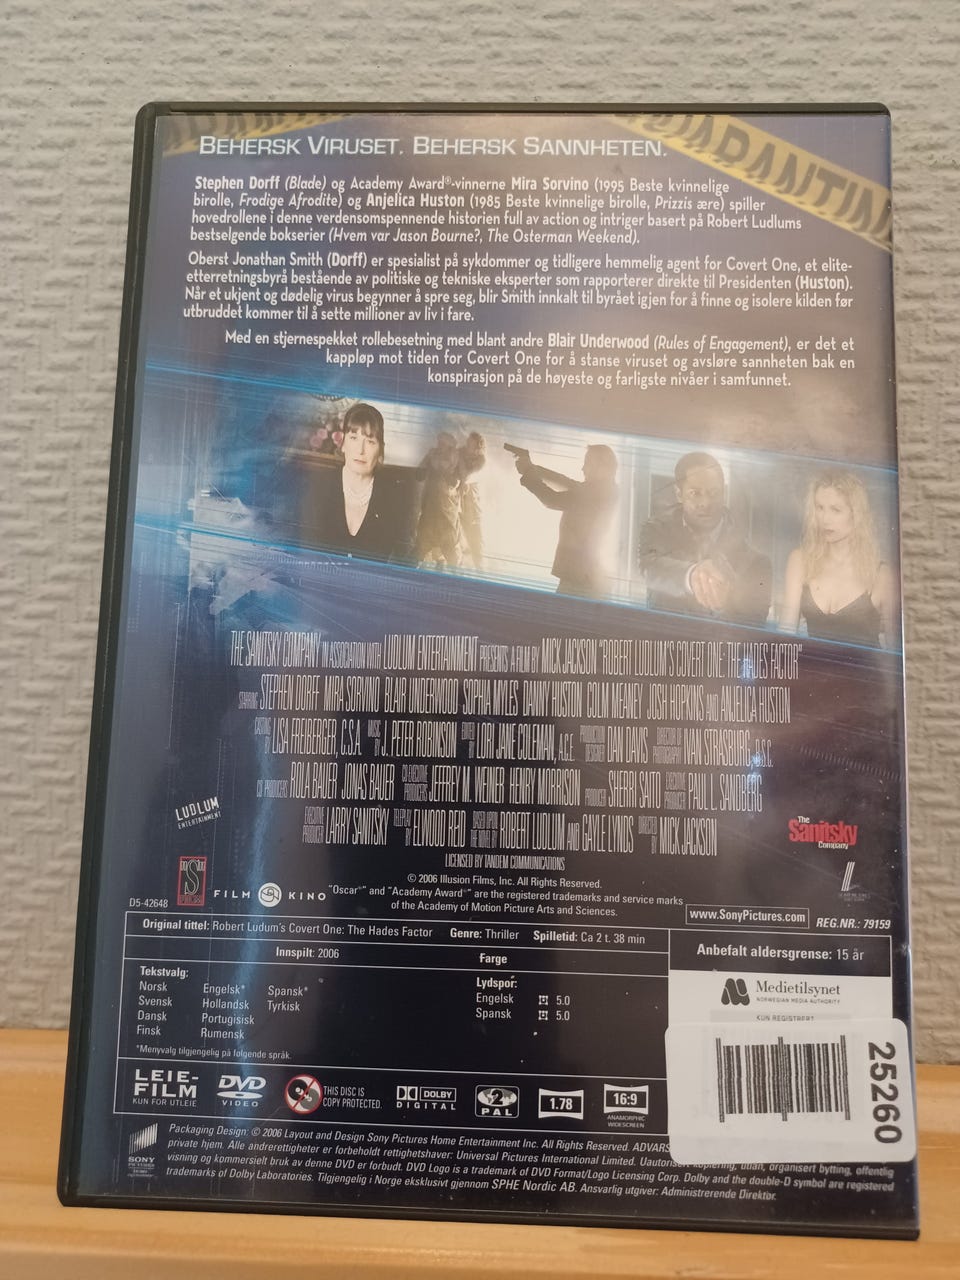 QUARANTIN
BEHERSK VIRUSET. BEHERSK SANNHETEN.
Stephen Dorff (Blade) og Academy Award®-vinnerne Mira Sorvino (1995 Beste kvinnelige
birolle, Frodige Afrodite) og Anjelica Huston (1985 Beste kvinnelige birolle, Prizzis ære) spiller
hovedrollene i denne verdensomspennende historien full av action og intriger basert på Robert Ludlums
bestselgende bokserier (Hvem var Jason Bourne?, The Osterman Weekend).
Oberst Jonathan Smith (Dorff) er spesialist på sykdommer og tidligere hemmelig agent for Covert One, et elite-
etterretningsbyrå bestående av politiske og tekniske eksperter som rapporterer direkte til Presidenten (Huston).
Når et ukjent og dødelig virus begynner å spre seg, blir Smith innkalt til byrået igjen for å finne og isolere kilden før
utbruddet kommer til å sette millioner av liv i fare.
Med en stjernespekket rollebesetning med blant andre Blair Underwood (Rules of Engagement), er det et
kappløp mot tiden for Covert One for å stanse viruset og avsløre sannheten bak en
konspirasjon på de høyeste og farligste nivåer i samfunnet.
THE SANITSKY COMPANY IN ASSOCIATION WITH LUDLUM ENTERTAINMENT PRESENTS A FILM BY MICK JACKSON "ROBERT LUDLUM'S COVERT ONE: THE HADES FACTOR"
STARRING STEPHEN DORFF MIRA SORVINO BLAIR UNDERWOOD SOPHIA MYLES DANNY HUSTON COLM MEANEY JOSH HOPKINS AND ANJELICA HUSTON
CASTING BY LISA FREIBERGER, C.S.A. MUSIC BY J. PETER ROBINSON EDITED BY LORI JANE COLEMAN, A.C.E. PRODUCTION DESIGNER DAN DAVIS DIRECTOR OF PHOTOGRAPHY IVAN STRASBURG, B.S.C.
CO PRODUCERS ROLA BAUER JONAS BAUER CO-EXECUTIVE PRODUCERS JEFFREY M. WEINER HENRY MORRISON PRODUCER SHERRI SAITO EXECUTIVE PRODUCER PAUL L. SANDBERG
EXECUTIVE PRODUCER LARRY SANITSKY TELEPLAY BY ELWOOD REID BASED UPON THE NOVEL BY ROBERT LUDLUM AND GAYLE LYNDS DIRECTED BY MICK JACKSON
LICENSED BY TANDEM COMMUNICATIONS
LUDLUM
ENTERTAINMENT
The
Sanitsky
Company
© 2006 Illusion Films, Inc. All Rights Reserved.
"Oscar®" and "Academy Award®" are the registered trademarks and service marks
of the Academy of Motion Picture Arts and Sciences.
FILM KINO
D5-42648
www.SonyPictures.com
REG.NR.: 79159
Original tittel: Robert Ludum's Covert One: The Hades Factor Genre: Thriller Spilletid: Ca 2 t. 38 min
Innspilt: 2006 Farge
Anbefalt aldersgrense: 15 år
Tekstvalg:
Norsk Engelsk* Spansk*
Svensk Hollandsk Tyrkisk
Dansk Portugisisk
Finsk Rumensk
*Menyvalg tilgjengelig på følgende språk.
Lydspor:
Engelsk 5.0
Spansk 5.0
Medietilsynet
NORWEGIAN MEDIA AUTHORITY
KUN REGISTRERT
25260
LEIE-
FILM
KUN FOR UTLEIE
DVD
VIDEO
THIS DISC IS
COPY PROTECTED.
DOLBY
DIGITAL
2
PAL
1.78
16:9
ANAMORPHIC
WIDESCREEN
SONY
PICTURES
Packaging Design: © 2006 Layout and Design Sony Pictures Home Entertainment Inc. All Rights Reserved. ADVARS
private hjem. Alle andrerettigheter er forbeholdt rettighetshaver: Universal Pictures International Limited. Uautorisert kopiering, utlån, organisert bytting, offentlig
visning og kommersielt bruk av denne DVD er forbudt. DVD Logo is a trademark of DVD Format/Logo Licensing Corp. Dolby and the double-D symbol are registered
trademarks of Dolby Laboratories. Tilgjengelig i Norge eksklusivt gjennom SPHE Nordic AB. Ansvarlig utgiver: Administrerende Direktør.